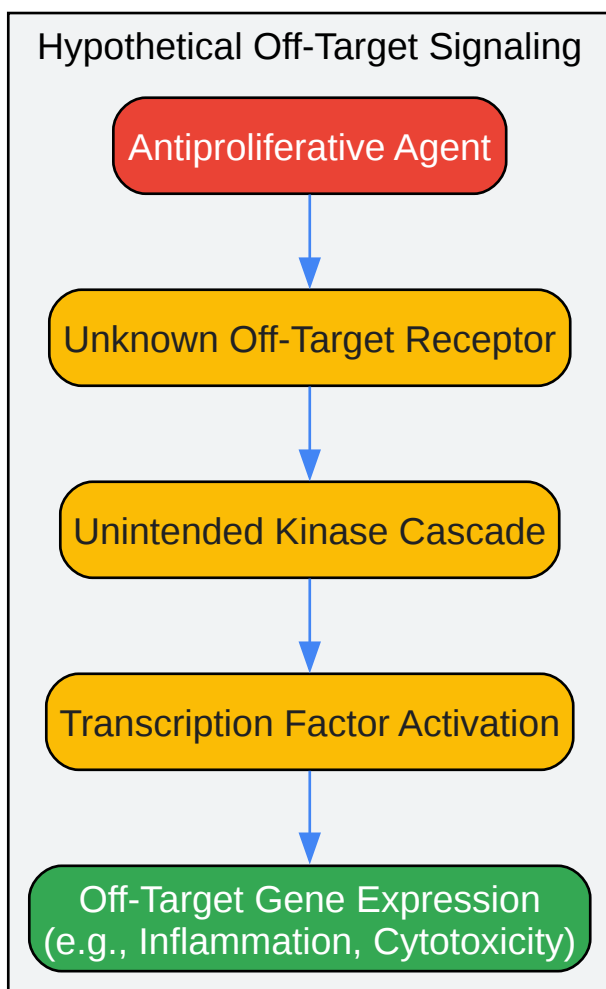 Hypothetical Off-Target Signaling
Antiproliferative Agent
Unknown Off-Target Receptor
Unintended Kinase Cascade
Transcription Factor Activation
Off-Target Gene Expression
(e.g., Inflammation, Cytotoxicity)